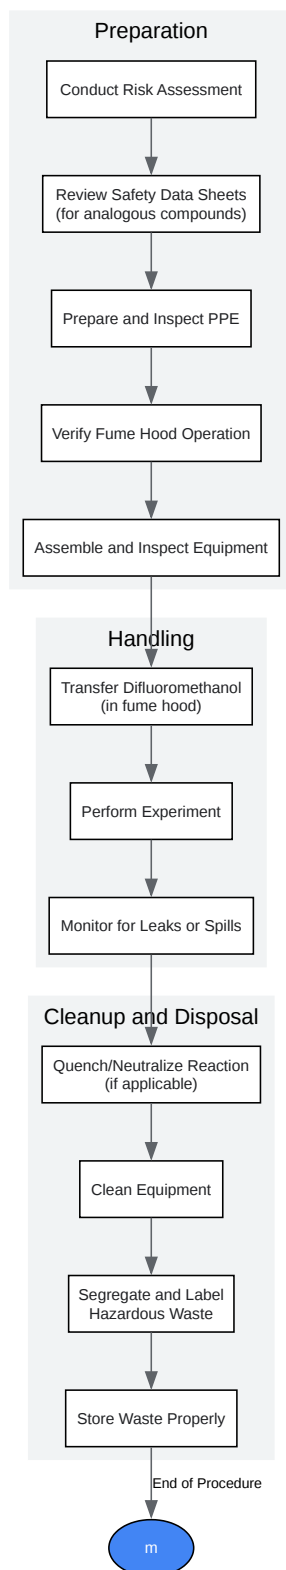 Preparation
Conduct Risk Assessment
Review Safety Data Sheets
(for analogous compounds)
Prepare and Inspect PPE
Verify Fume Hood Operation
Assemble and Inspect Equipment
Handling
Transfer Difluoromethanol
(in fume hood)
Perform Experiment
Monitor for Leaks or Spills
Cleanup and Disposal
Quench/Neutralize Reaction
(if applicable)
Clean Equipment
Segregate and Label
Hazardous Waste
Store Waste Properly
End of Procedure
m